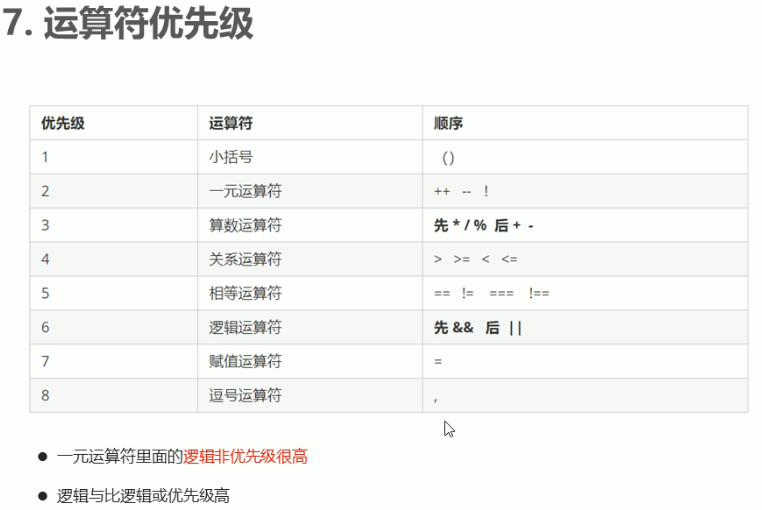 7. 运算符优先级
优先级 运算符 顺序
1 小括号 ()
2 一元运算符 ++ -- !
3 算数运算符 先 * / % 后 + -
4 关系运算符 > >= < <=
5 相等运算符 == != === !==
6 逻辑运算符 先 && 后 ||
7 赋值运算符 =
8 逗号运算符 ,
● 一元运算符里面的逻辑非优先级很高
● 逻辑与比逻辑或优先级高